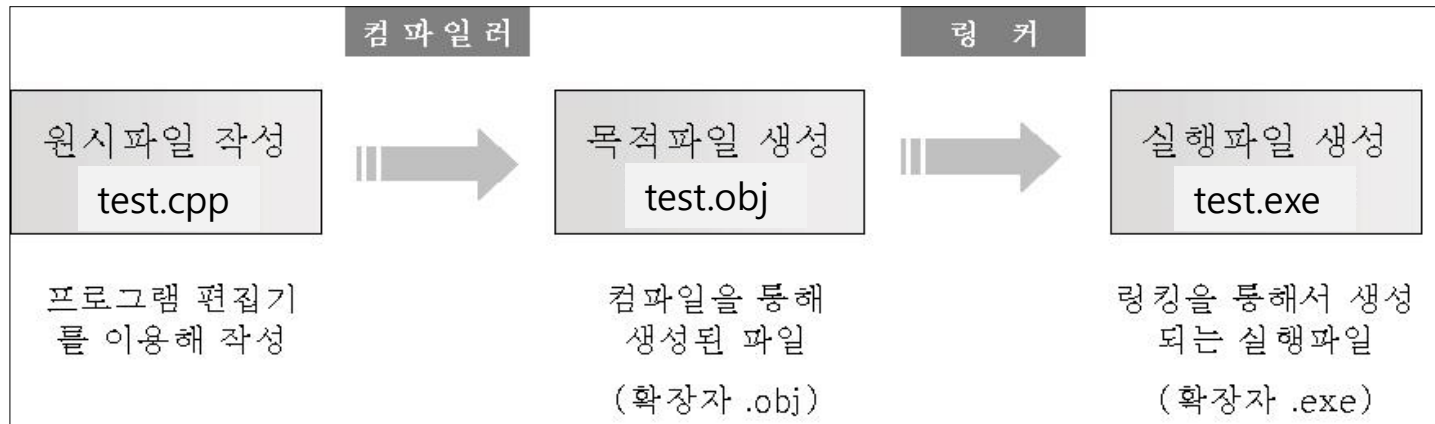 컴파일러
링 커
원시파일 작성
test.cpp
목적파일 생성
test.obj
실행파일 생성
test.exe
프로그램 편집기
를 이용해 작성
컴파일을 통해
생성된 파일
(확장자 .obj)
링킹을 통해서 생성
되는 실행파일
(확장자 .exe)